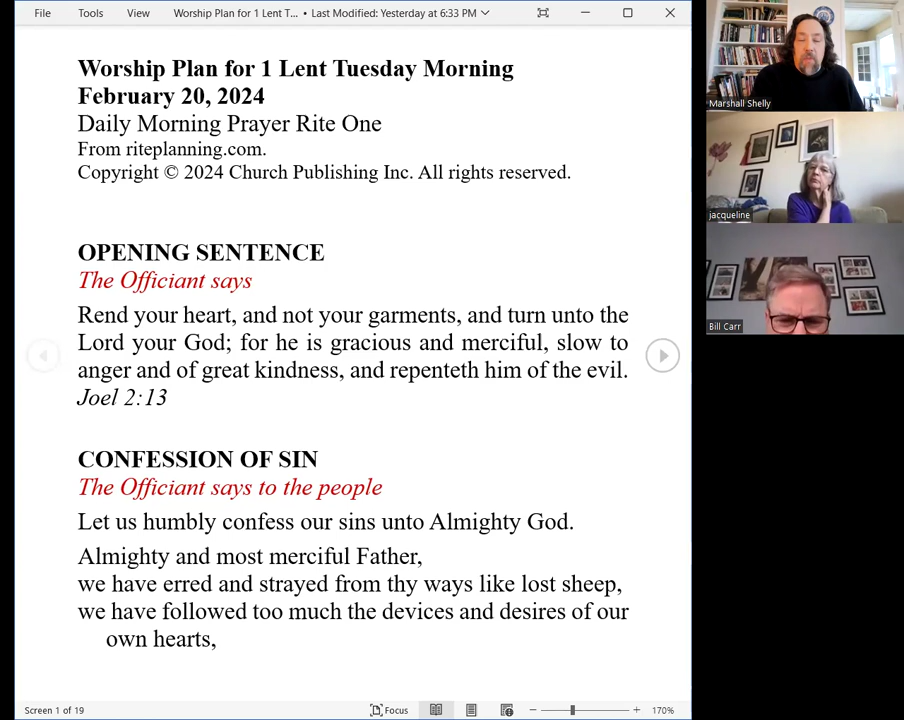 File Tools View Worship Plan for 1 Lent T... • Last Modified: Yesterday at 6:33 PM
Worship Plan for 1 Lent Tuesday Morning
February 20, 2024
Daily Morning Prayer Rite One
From riteplanning.com.
Copyright © 2024 Church Publishing Inc. All rights reserved.
OPENING SENTENCE
The Officiant says
Rend your heart, and not your garments, and turn unto the
Lord your God; for he is gracious and merciful, slow to
anger and of great kindness, and repenteth him of the evil.
Joel 2:13
CONFESSION OF SIN
The Officiant says to the people
Let us humbly confess our sins unto Almighty God.
Almighty and most merciful Father,
we have erred and strayed from thy ways like lost sheep,
we have followed too much the devices and desires of our
own hearts,
Screen 1 of 19 Focus 170%
Marshall Shelly
jacqueline
Bill Carr